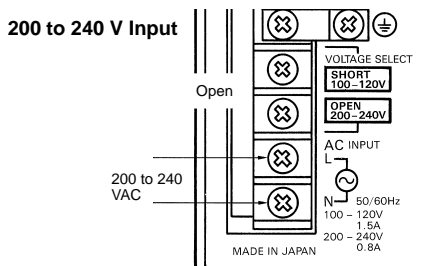 200 to 240 V Input
VOLTAGE SELECT
SHORT
100–120V
Open
OPEN
200–240V
AC INPUT
L
200 to 240
VAC
N
50/60Hz
100 – 120V
1.5A
200 – 240V
0.8A
MADE IN JAPAN